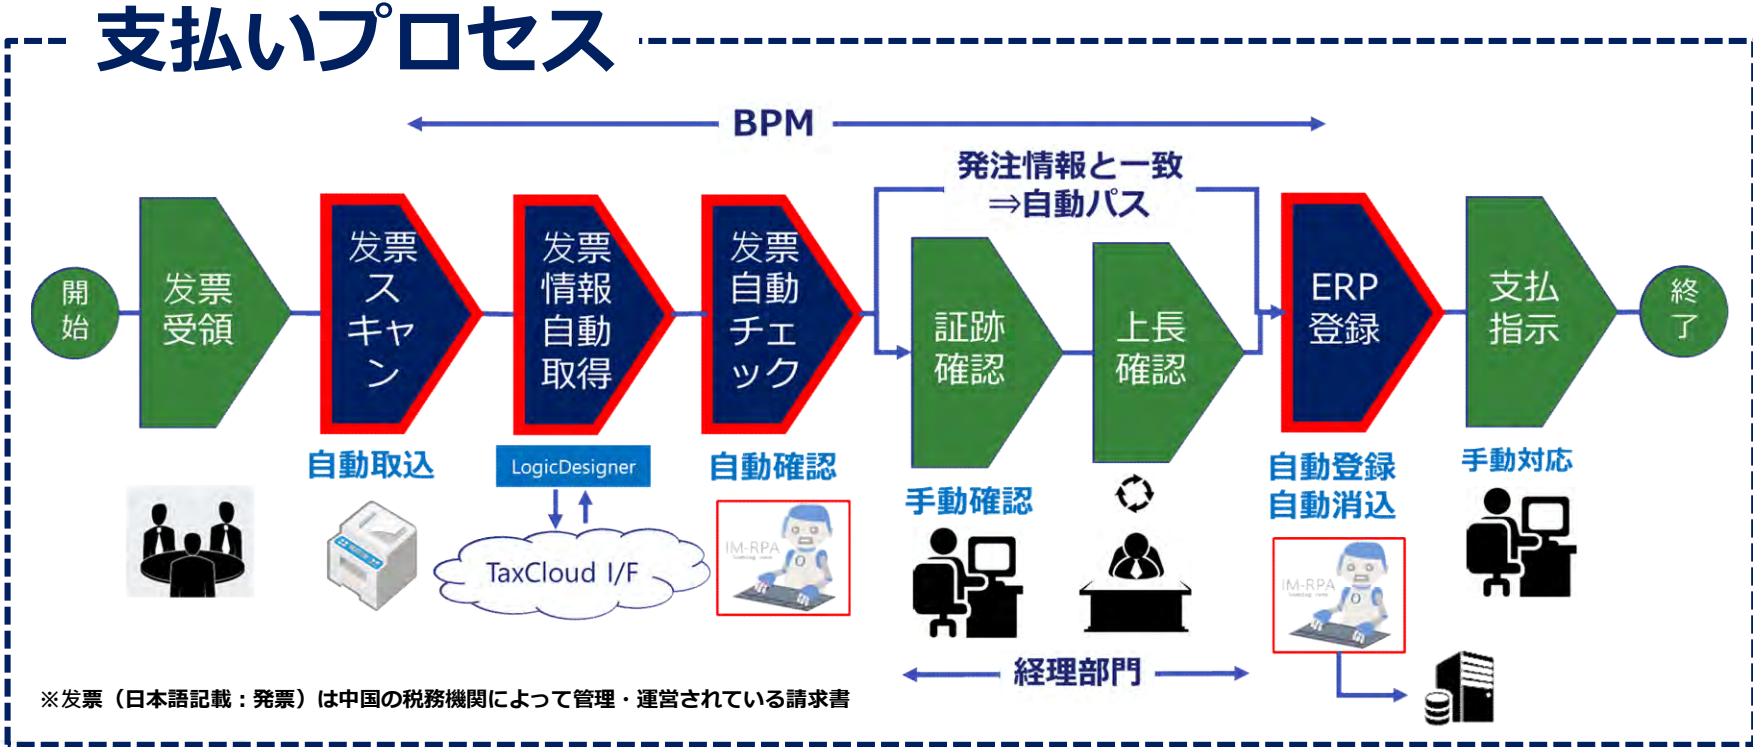 支払いプロセス
BPM
発注情報と一致
⇒自動パス
開
始
发票
受領
发票
ス
キャ
ン
发票
情報
自動
取得
发票
自動
チェ
ック
証跡
確認
上長
確認
ERP
登録
支払
指示
終
了
自動取込
LogicDesigner
自動確認
手動確認
自動登録
自動消込
手動対応
TaxCloud I/F
IM-RPA
IM-RPA
経理部門
※发票（日本語記載：発票）は中国の税務機関によって管理・運営されている請求書